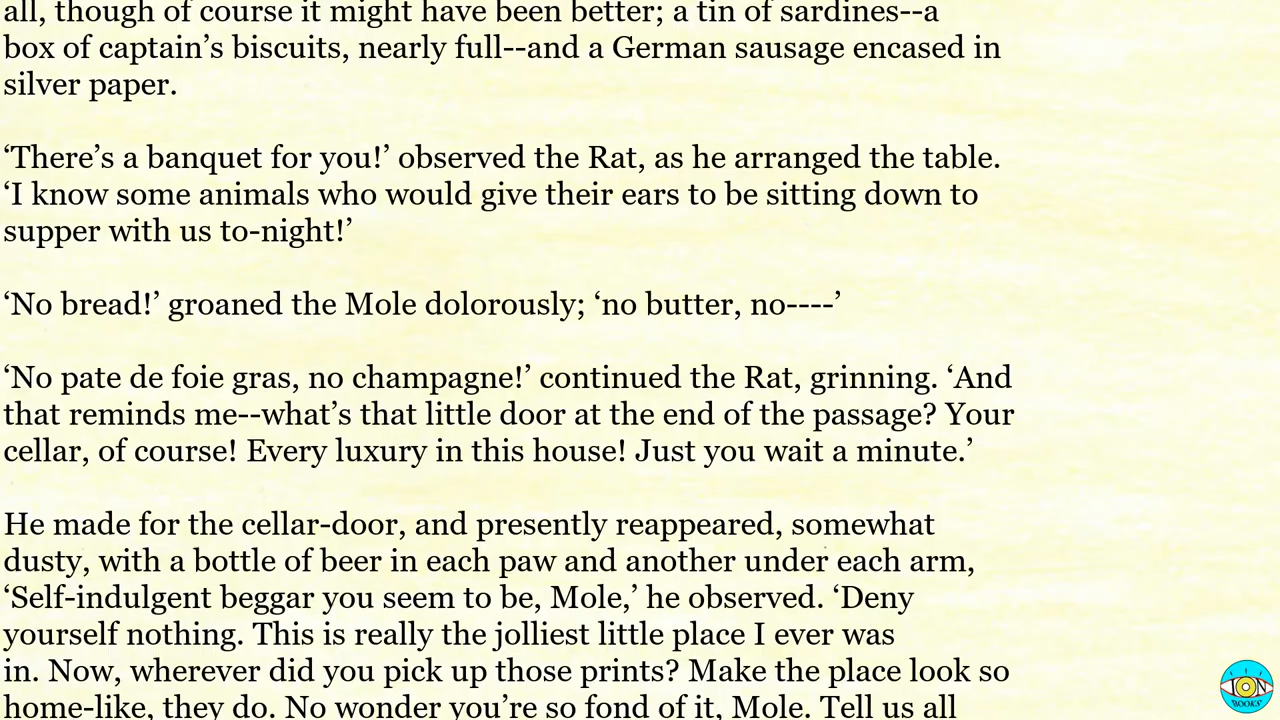 all, though of course it might have been better; a tin of sardines--a
box of captain’s biscuits, nearly full--and a German sausage encased in
silver paper.
‘There’s a banquet for you!’ observed the Rat, as he arranged the table.
‘I know some animals who would give their ears to be sitting down to
supper with us to-night!’
‘No bread!’ groaned the Mole dolorously; ‘no butter, no----’
‘No pate de foie gras, no champagne!’ continued the Rat, grinning. ‘And
that reminds me--what’s that little door at the end of the passage? Your
cellar, of course! Every luxury in this house! Just you wait a minute.’
He made for the cellar-door, and presently reappeared, somewhat
dusty, with a bottle of beer in each paw and another under each arm,
‘Self-indulgent beggar you seem to be, Mole,’ he observed. ‘Deny
yourself nothing. This is really the jolliest little place I ever was
in. Now, wherever did you pick up those prints? Make the place look so
home-like, they do. No wonder you’re so fond of it, Mole. Tell us all
ION
BOOKS